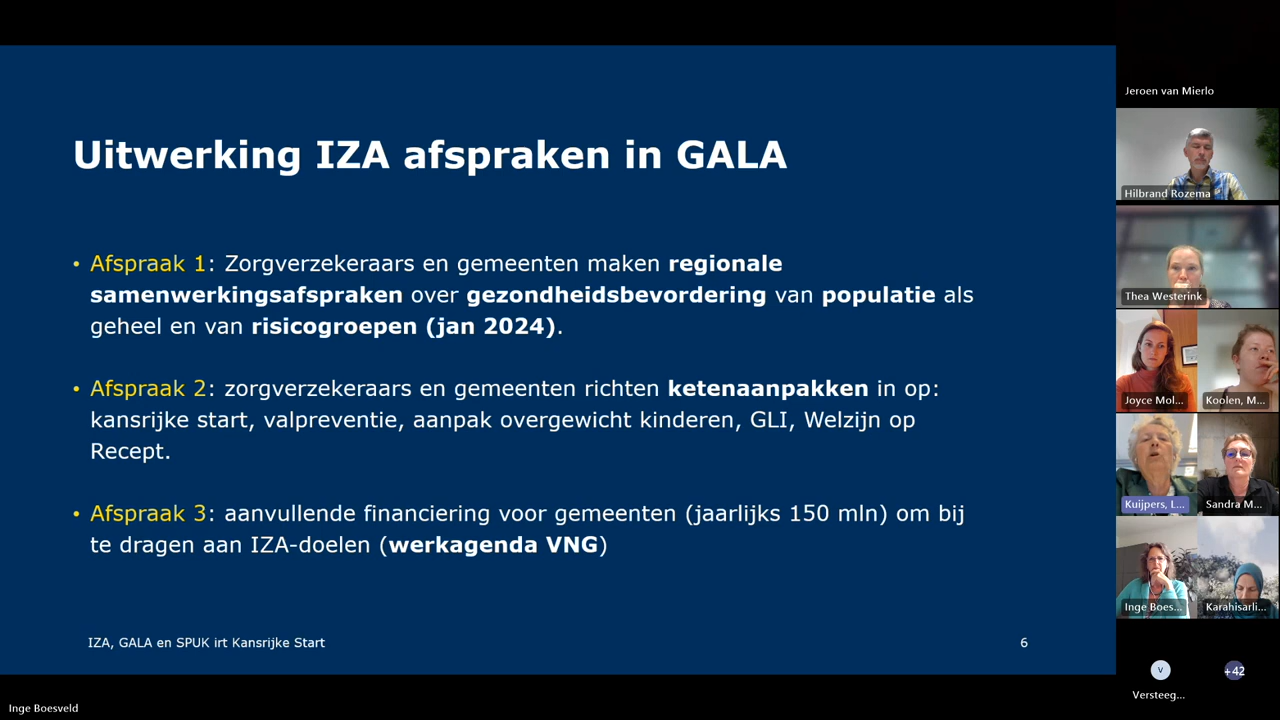 Uitwerking IZA afspraken in GALA
• Afspraak 1: Zorgverzekeraars en gemeenten maken regionale
samenwerkingsafspraken over gezondheidsbevordering van populatie als
geheel en van risicogroepen (jan 2024).
• Afspraak 2: zorgverzekeraars en gemeenten richten ketenaanpakken in op:
kansrijke start, valpreventie, aanpak overgewicht kinderen, GLI, Welzijn op
Recept.
• Afspraak 3: aanvullende financiering voor gemeenten (jaarlijks 150 mln) om bij
te dragen aan IZA-doelen (werkagenda VNG)
IZA, GALA en SPUK irt Kansrijke Start
6
Inge Boesveld
Jeroen van Mierlo
Hilbrand Rozema
Thea Westerink
Joyce Mol...
Koolen, M...
Kuijpers, L...
Sandra M...
Inge Boes...
Karahisarli...
V
+42
Versteeg...